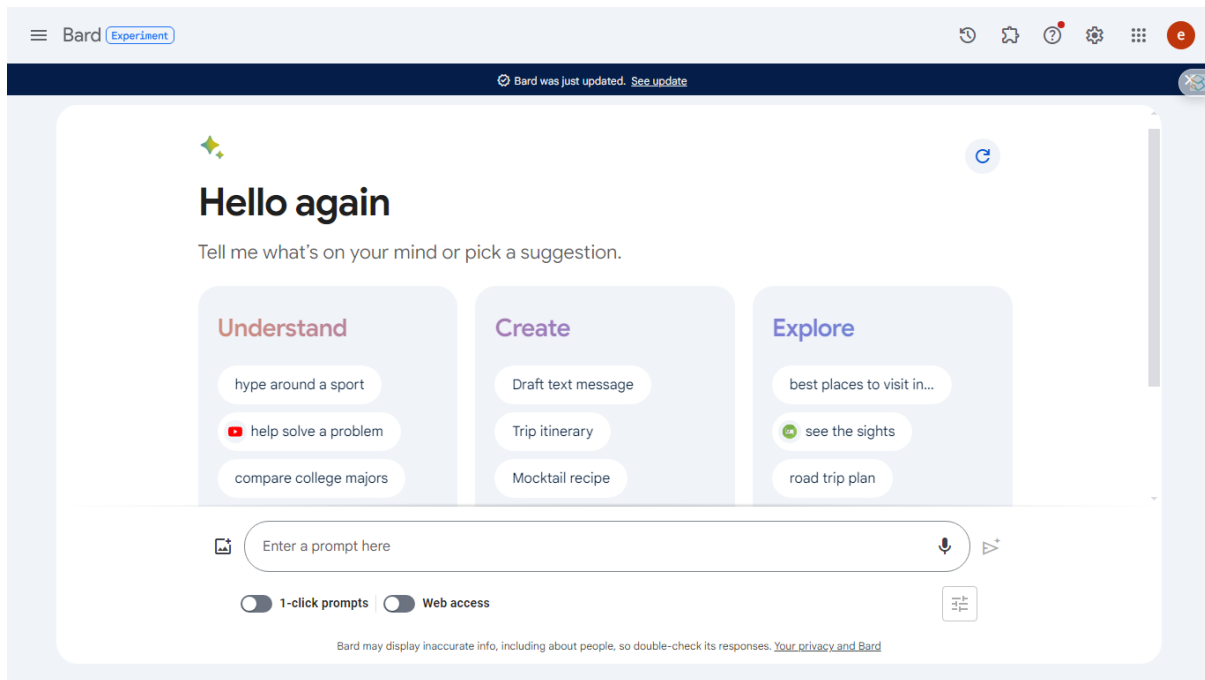 Bard Experiment
e
Bard was just updated. See update
Hello again
Tell me what's on your mind or pick a suggestion.
Understand
hype around a sport
help solve a problem
compare college majors
Create
Draft text message
Trip itinerary
Mocktail recipe
Explore
best places to visit in...
see the sights
road trip plan
Enter a prompt here
1-click prompts Web access
Bard may display inaccurate info, including about people, so double-check its responses. Your privacy and Bard